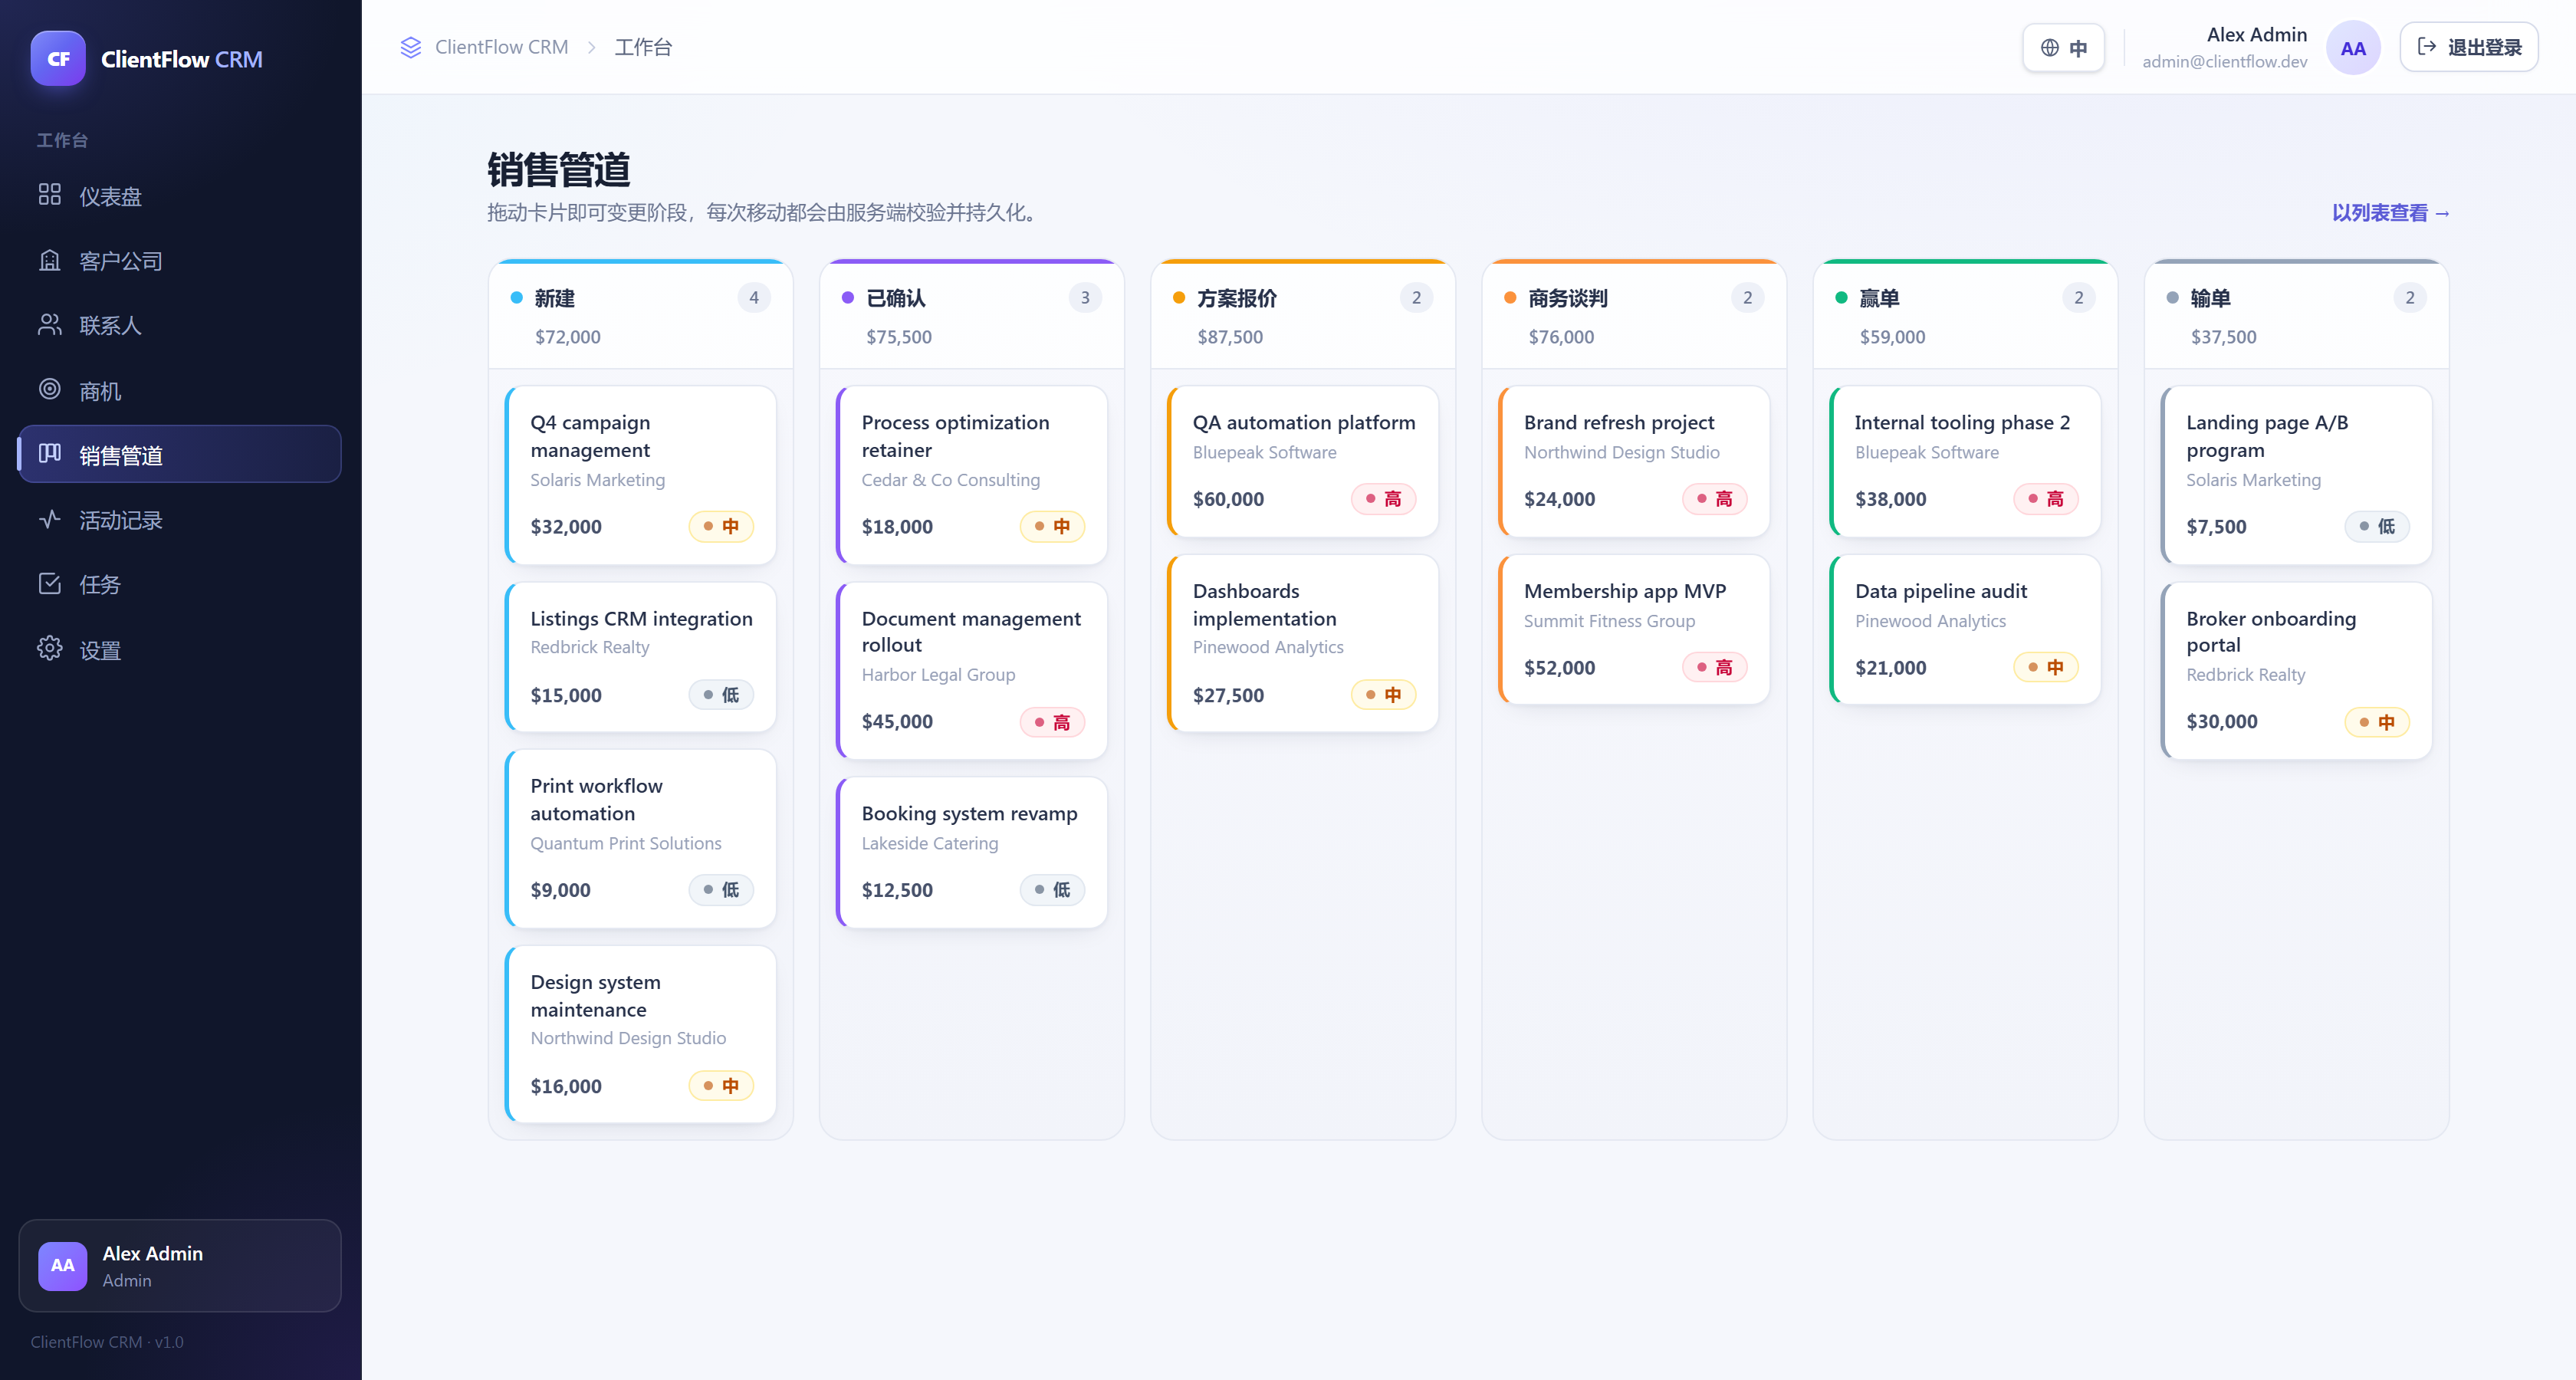 CF
ClientFlow CRM
工作台
仪表盘
客户公司
联系人
商机
销售管道
活动记录
任务
设置
AA
Alex Admin
Admin
ClientFlow CRM · v1.0
ClientFlow CRM
工作台
中
Alex Admin
admin@clientflow.dev
AA
退出登录
销售管道
拖动卡片即可变更阶段，每次移动都会由服务端校验并持久化。
以列表查看 →
新建
4
$72,000
Q4 campaign
management
Solaris Marketing
$32,000
中
Listings CRM integration
Redbrick Realty
$15,000
低
Print workflow
automation
Quantum Print Solutions
$9,000
低
Design system
maintenance
Northwind Design Studio
$16,000
中
已确认
3
$75,500
Process optimization
retainer
Cedar & Co Consulting
$18,000
中
Document management
rollout
Harbor Legal Group
$45,000
高
Booking system revamp
Lakeside Catering
$12,500
低
方案报价
2
$87,500
QA automation platform
Bluepeak Software
$60,000
高
Dashboards
implementation
Pinewood Analytics
$27,500
中
商务谈判
2
$76,000
Brand refresh project
Northwind Design Studio
$24,000
高
Membership app MVP
Summit Fitness Group
$52,000
高
赢单
2
$59,000
Internal tooling phase 2
Bluepeak Software
$38,000
高
Data pipeline audit
Pinewood Analytics
$21,000
中
输单
2
$37,500
Landing page A/B
program
Solaris Marketing
$7,500
低
Broker onboarding
portal
Redbrick Realty
$30,000
中